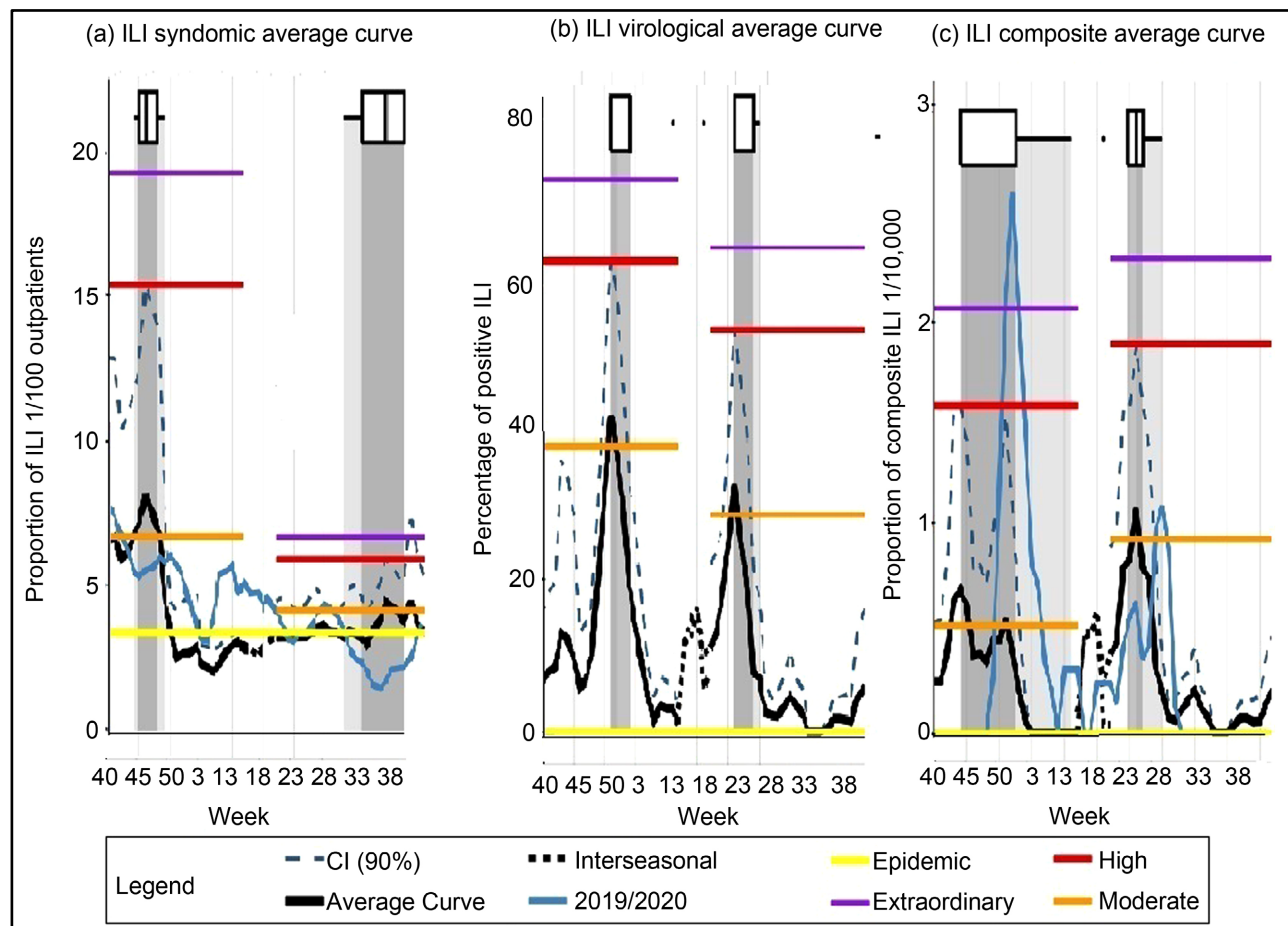 (a) ILI syndomic average curve
(b) ILI virological average curve
(c) ILI composite average curve
Proportion of ILI 1/100 outpatients
20
15
10
5
0
40 45 50 3 13 18 23 28 33 38
Week
Percentage of positive ILI
80
60
40
20
0
40 45 50 3 13 18 23 28 38
Week
Proportion of composite ILI 1/10,000
3
2
1
0
40 45 50 13 18 23 28 33 38
Week
Legend
CI (90%)
Interseasonal
Epidemic
High
Average Curve
2019/2020
Extraordinary
Moderate